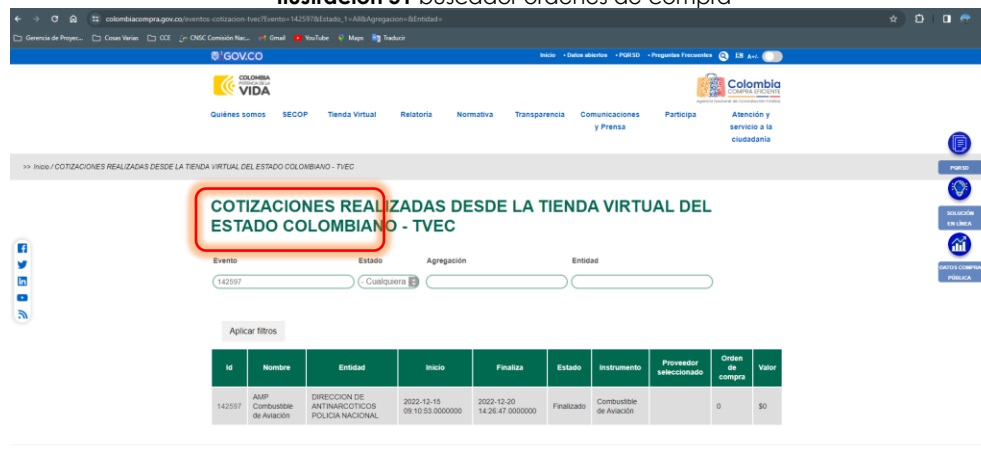 Ilustración 31 buscador ordenes de compra
colombiacompra.gov.co/eventos-cotizacion-tvec?Evento=142597&Estado_1=All&Agregacion=&Entidad=
Gerencia de Proyec... Cosas Varias CCE CNSC Comisión Nac... Gmail YouTube Maps Traducir
GOV.CO Inicio • Datos abiertos • PQRSD • Preguntas Frecuentes A+/-
COLOMBIA
POTENCIA DE LA
VIDA
Colombia
COMPRA EFICIENTE
Agencia Nacional de Contratación Pública
Quiénes somos SECOP Tienda Virtual Relatoría Normativa Transparencia Comunicaciones y Prensa Participa Atención y servicio a la ciudadanía
>> Inicio / COTIZACIONES REALIZADAS DESDE LA TIENDA VIRTUAL DEL ESTADO COLOMBIANO - TVEC
PQRSD
SOLUCIÓN
EN LÍNEA
DATOS COMPRA
PÚBLICA
COTIZACIONES REALIZADAS DESDE LA TIENDA VIRTUAL DEL
ESTADO COLOMBIANO - TVEC
Evento Estado Agregación Entidad
142597 - Cualquiera
Aplicar filtros
Id Nombre Entidad Inicio Finaliza Estado Instrumento Proveedor seleccionado Orden de compra Valor
142597 AMP Combustible de Aviación DIRECCION DE ANTINARCOTICOS POLICIA NACIONAL 2022-12-15 09:10:53.0000000 2022-12-20 14:26:47.0000000 Finalizado Combustible de Aviación 0 $0